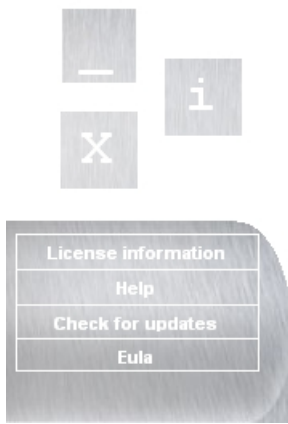 _
i
X
License information
Help
Check for updates
Eula